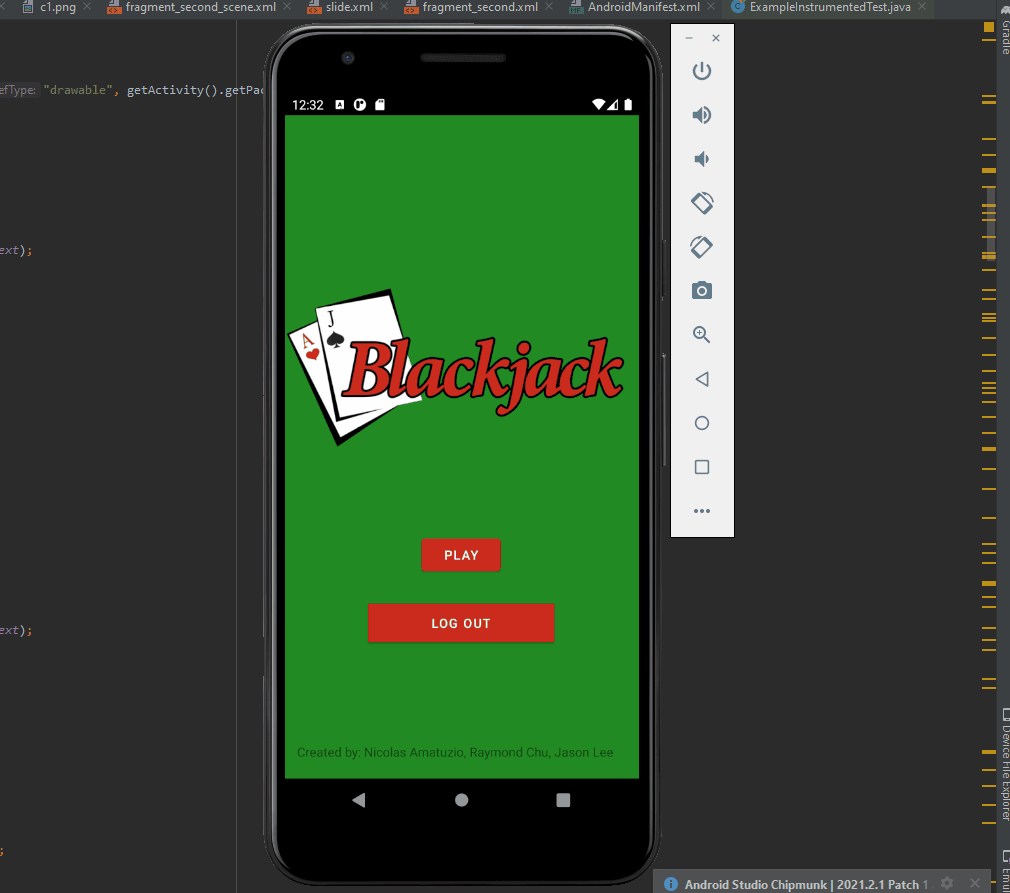 c1.png
fragment_second_scene.xml
slide.xml
fragment_second.xml
AndroidManifest.xml
ExampleInstrumentedTest.java
Gradle
efType: "drawable", getActivity().getPac
12:32
ext);
J
A
Blackjack
PLAY
LOG OUT
ext);
Created by: Nicolas Amatuzio, Raymond Chu, Jason Lee
Device File Explorer
;
Emu
Android Studio Chipmunk | 2021.2.1 Patch 1